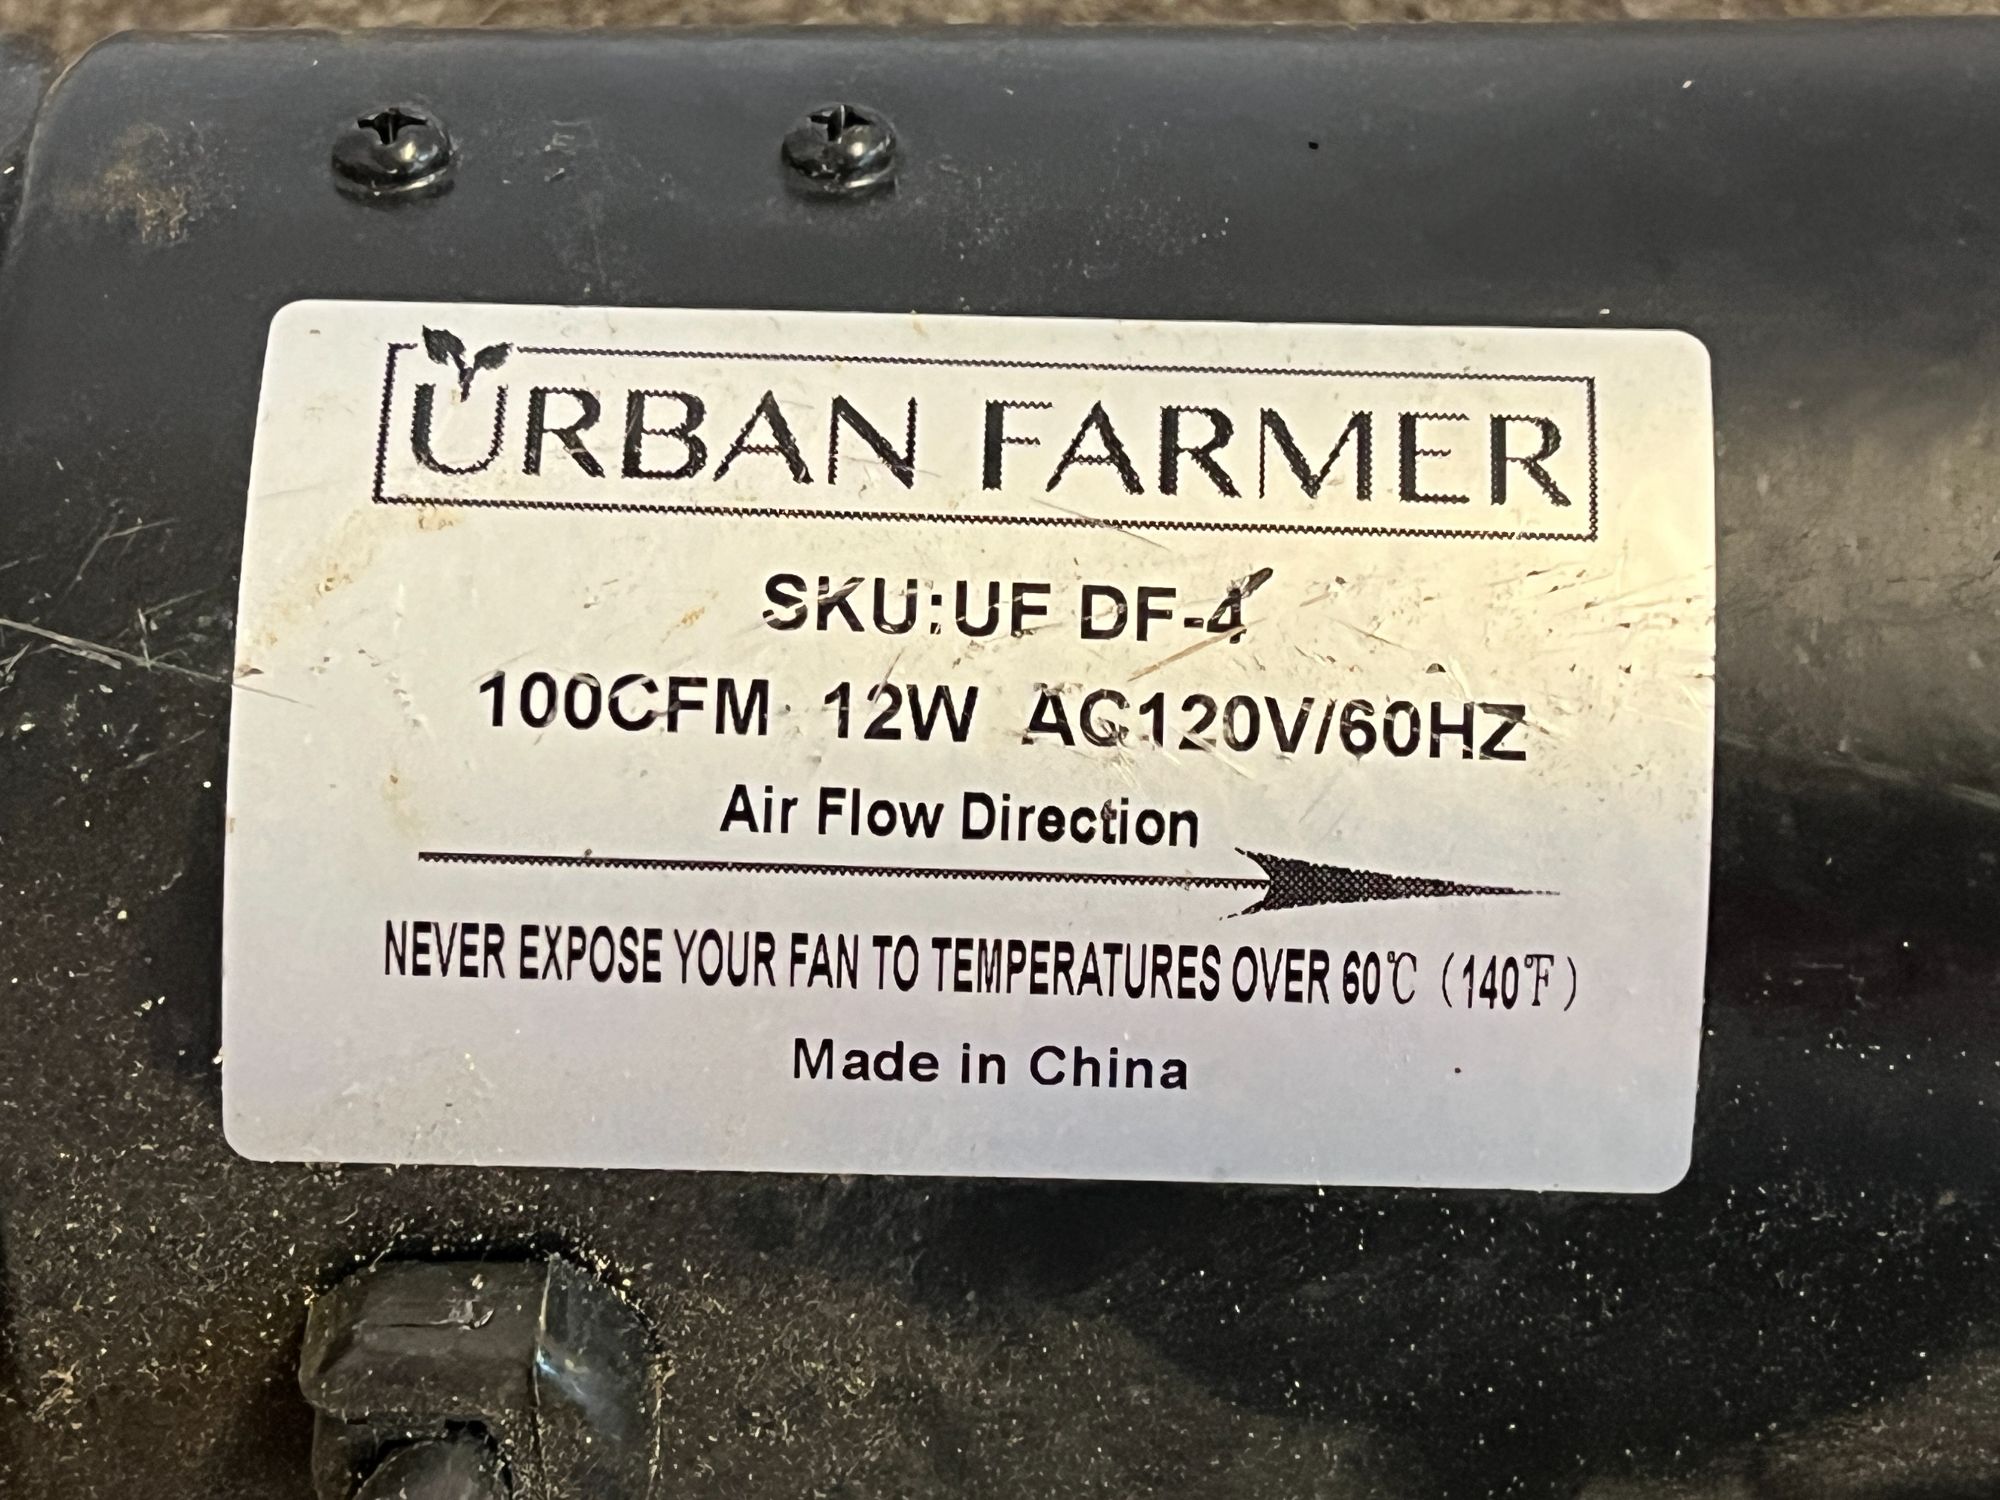 URBAN FARMER
SKU:UF DF-4
100CFM 12W AC120V/60HZ
Air Flow Direction
NEVER EXPOSE YOUR FAN TO TEMPERATURES OVER 60℃ (140℉)
Made in China